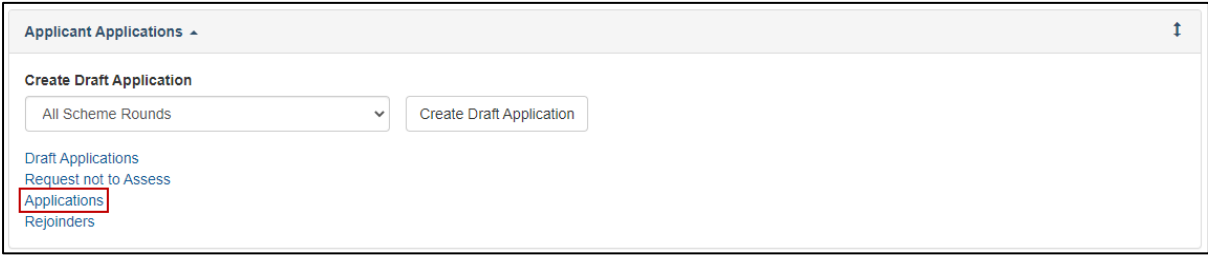 Applicant Applications
Create Draft Application
All Scheme Rounds Create Draft Application
Draft Applications
Request not to Assess
Applications
Rejoinders